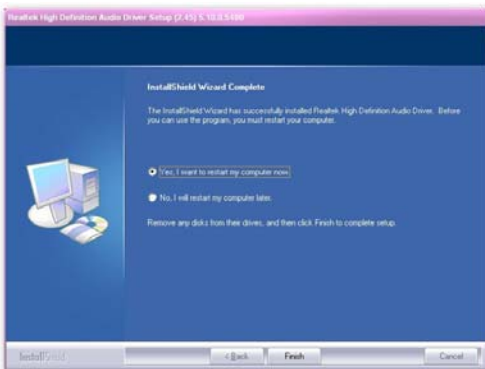 Realtek High Definition Audio Driver Setup (2.45) 5.10.0.5480
InstallShield Wizard Complete
The InstallShield Wizard has successfully installed Realtek High Definition Audio Driver. Before
you can use the program, you must restart your computer.
Yes, I want to restart my computer now.
No, I will restart my computer later.
Remove any disks from their drives, and then click Finish to complete setup.
InstallShield
< Back
Finish
Cancel